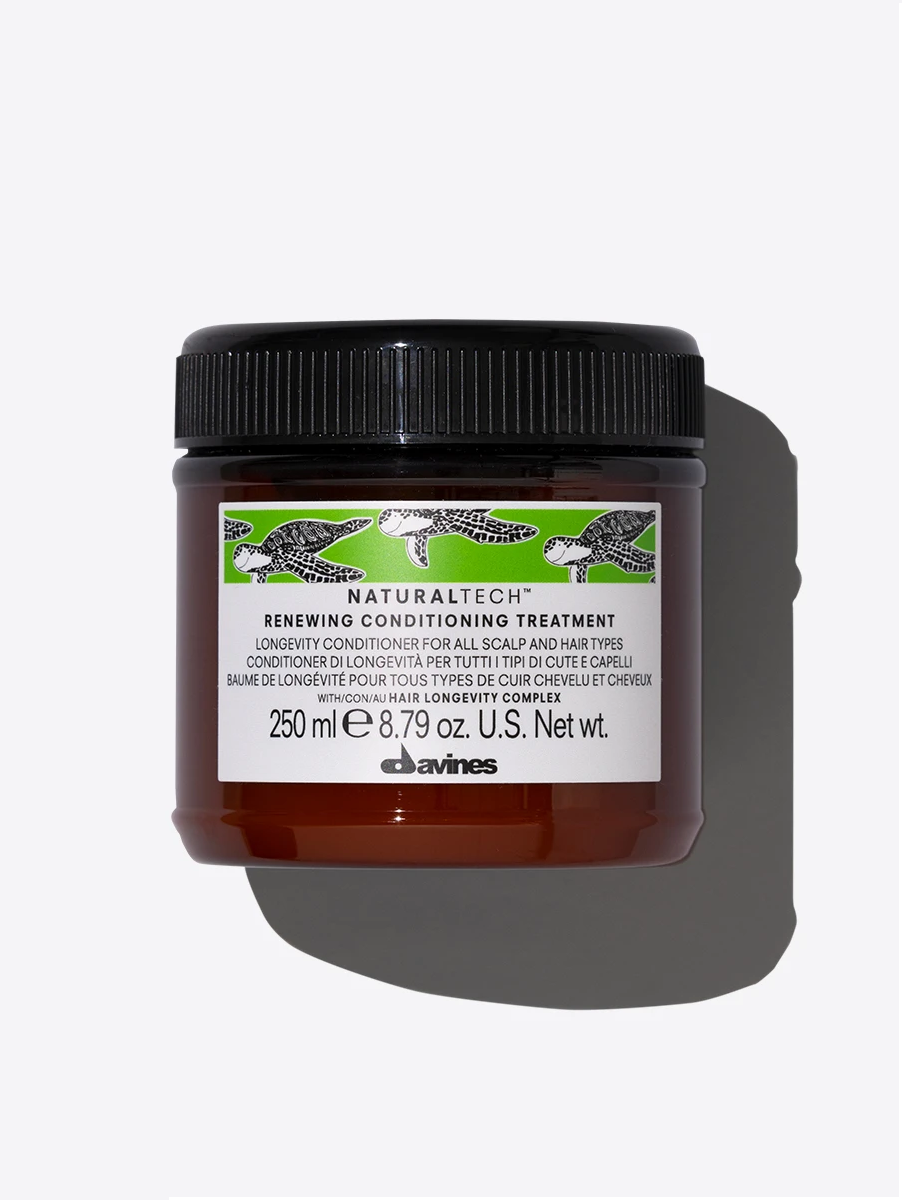 NATURALTECH™
RENEWING CONDITIONING TREATMENT
LONGEVITY CONDITIONER FOR ALL SCALP AND HAIR TYPES
CONDITIONER DI LONGEVITÀ PER TUTTI I TIPI DI CUTE E CAPELLI
BAUME DE LONGÉVITÉ POUR TOUS TYPES DE CUIR CHEVELU ET CHEVEUX
WITH/CON/AU HAIR LONGEVITY COMPLEX
250 ml ℮ 8.79 oz. U.S. Net wt.
davines